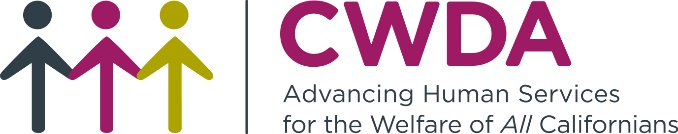 CWDA
Advancing Human Services
for the Welfare of All Californians